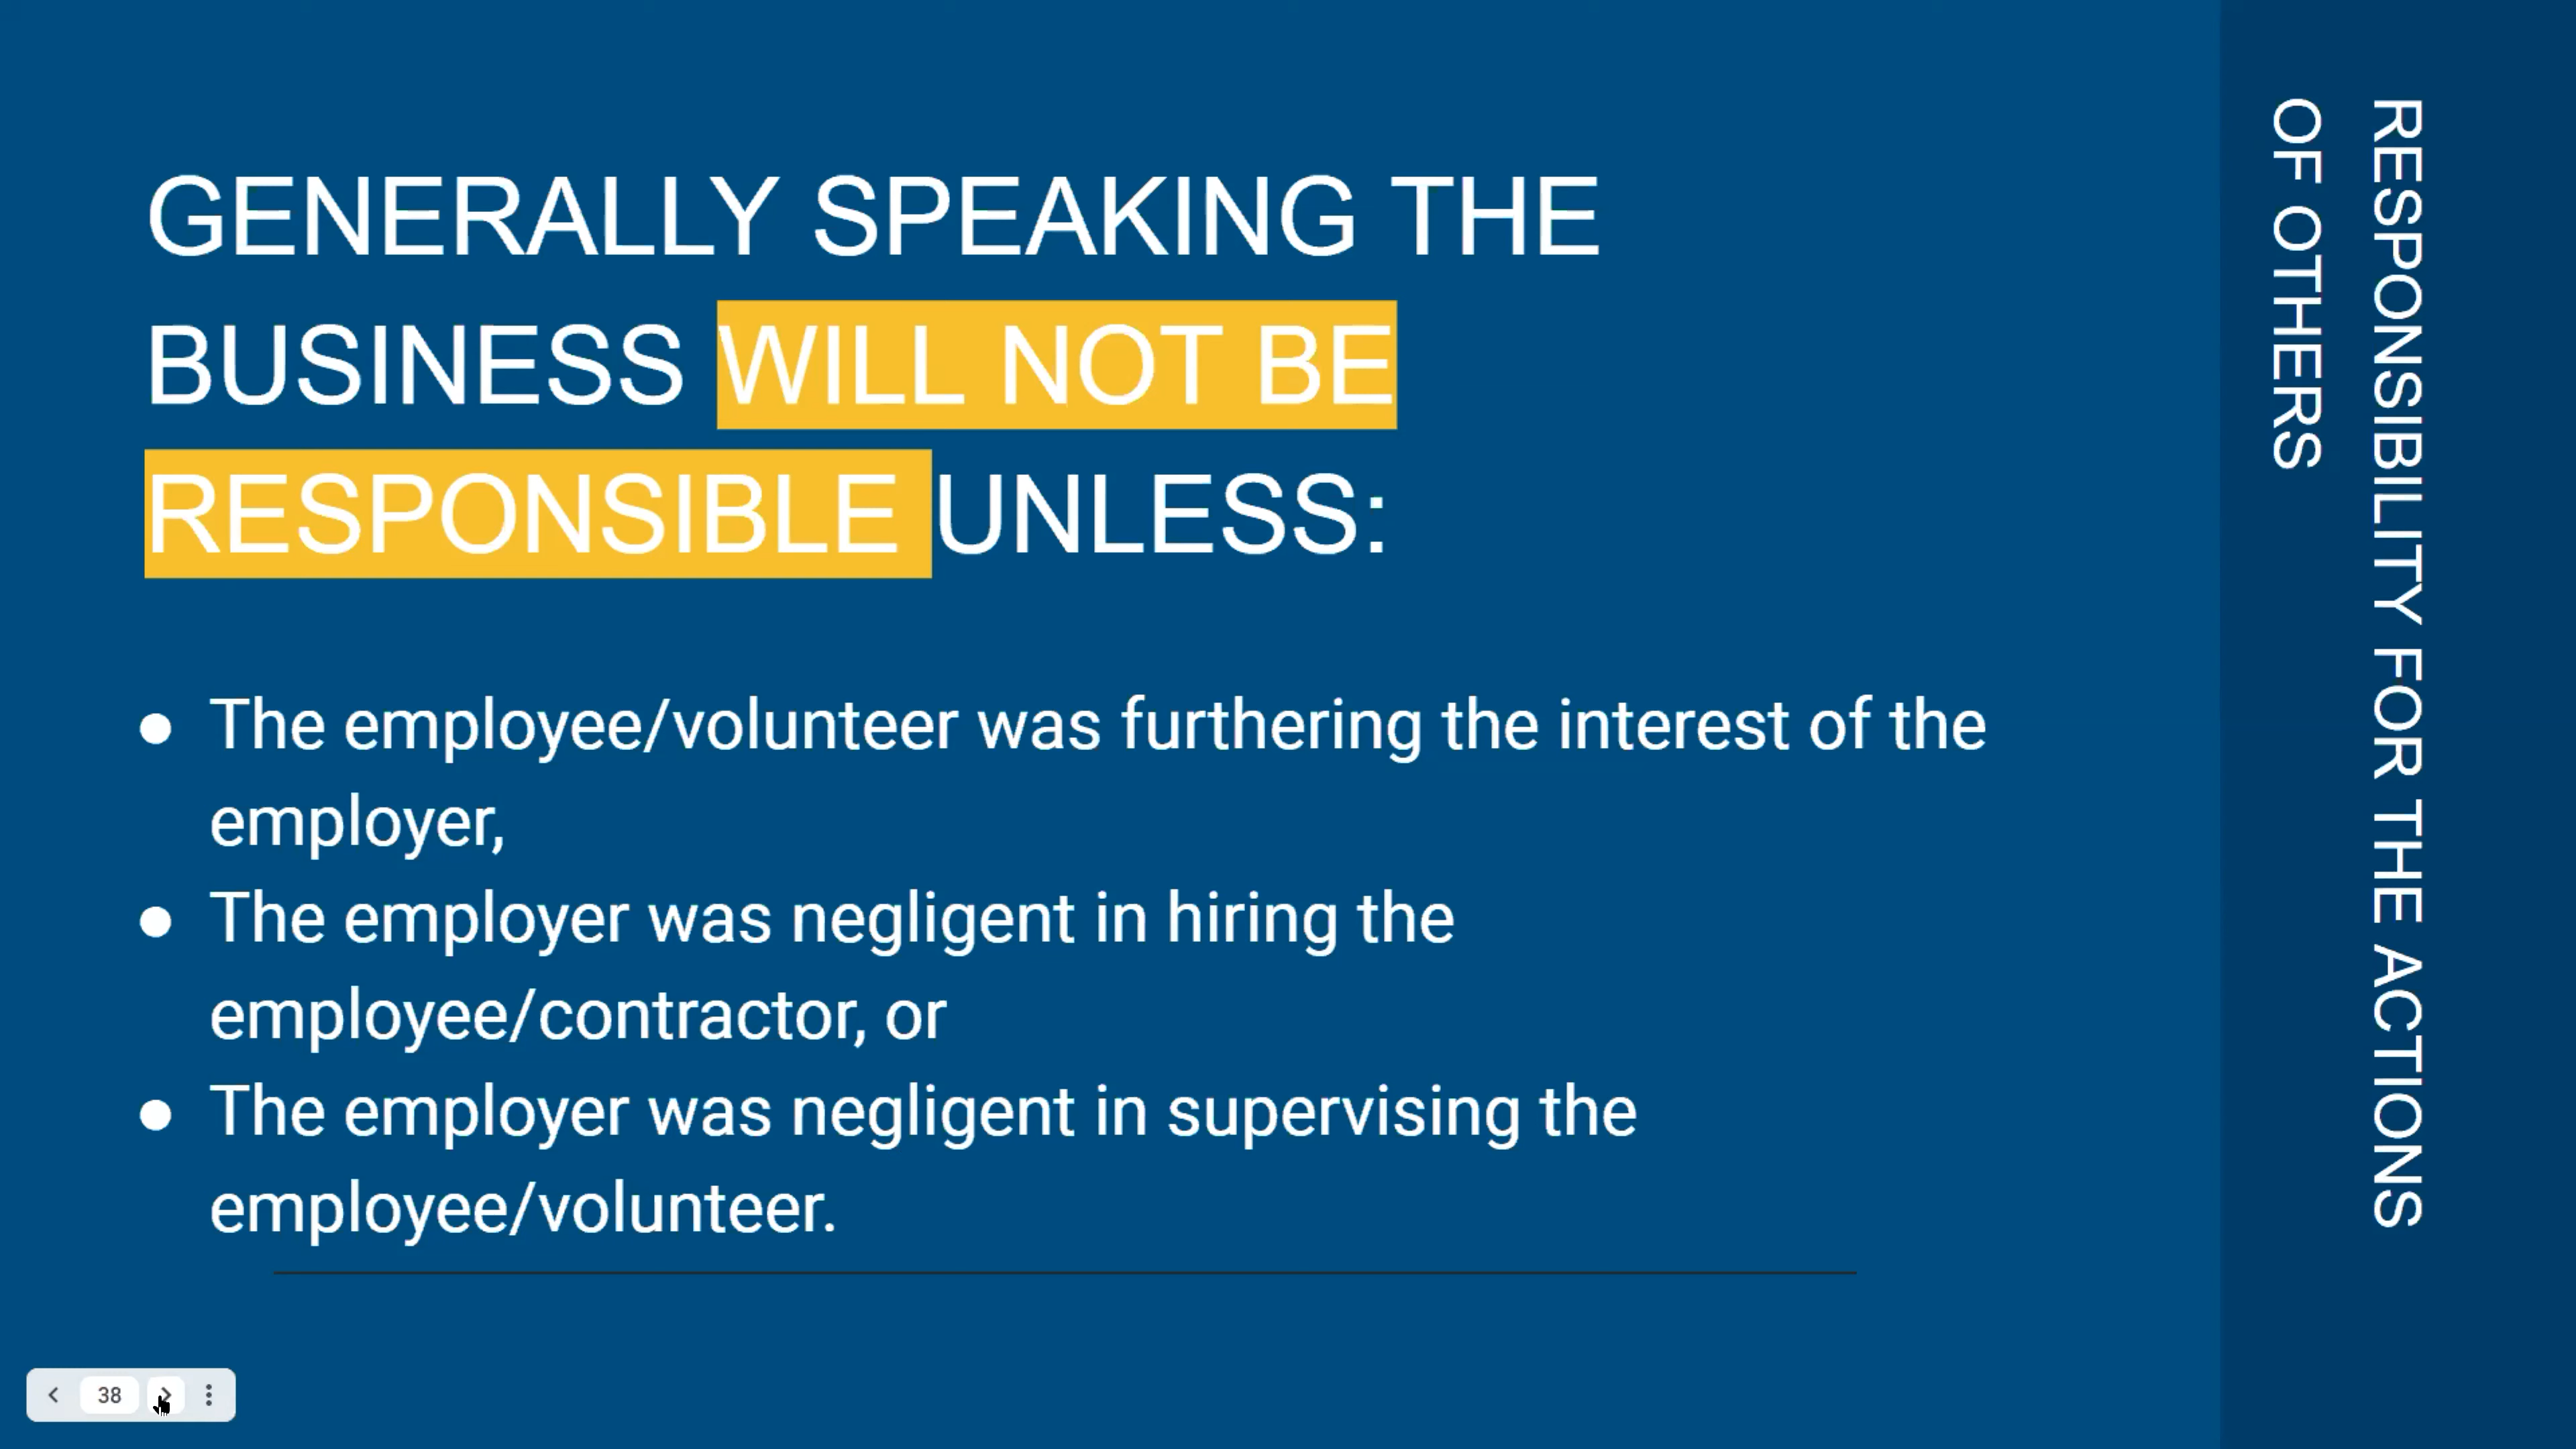 GENERALLY SPEAKING THE
BUSINESS WILL NOT BE
RESPONSIBLE UNLESS:
● The employee/volunteer was furthering the interest of the
employer,
● The employer was negligent in hiring the
employee/contractor, or
● The employer was negligent in supervising the
employee/volunteer.
RESPONSIBILITY FOR THE ACTIONS
OF OTHERS
38